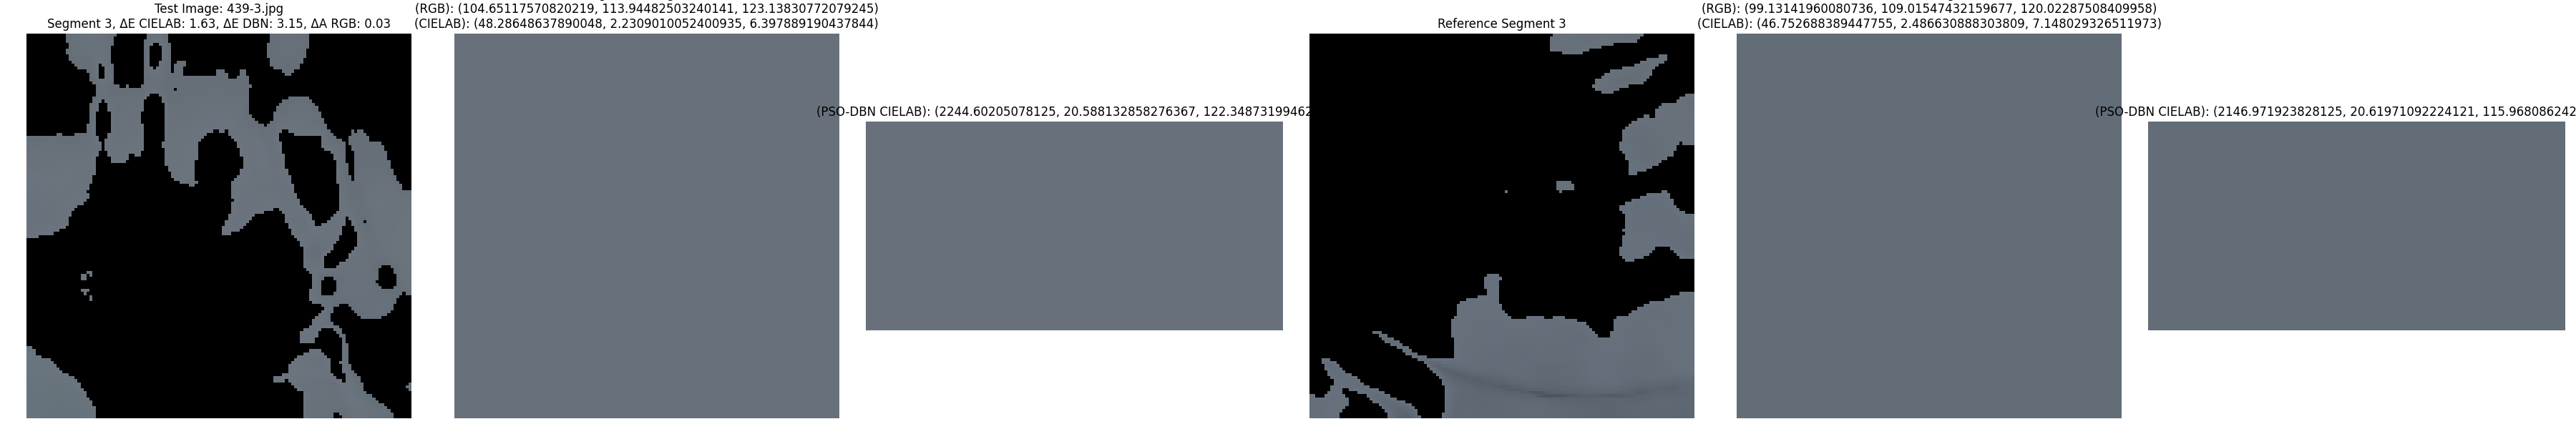 Test Image: 439-3.jpg
Segment 3, ΔE CIELAB: 1.63, ΔE DBN: 3.15, ΔA RGB: 0.03
(RGB): (104.65117570820219, 113.94482503240141, 123.13830772079245)
(CIELAB): (48.28648637890048, 2.2309010052400935, 6.397889190437844)
(PSO-DBN CIELAB): (2244.60205078125, 20.588132858276367, 122.34873199462
Reference Segment 3
(RGB): (99.13141960080736, 109.01547432159677, 120.02287508409958)
(CIELAB): (46.752688389447755, 2.486630888303809, 7.148029326511973)
(PSO-DBN CIELAB): (2146.971923828125, 20.61971092224121, 115.968086242